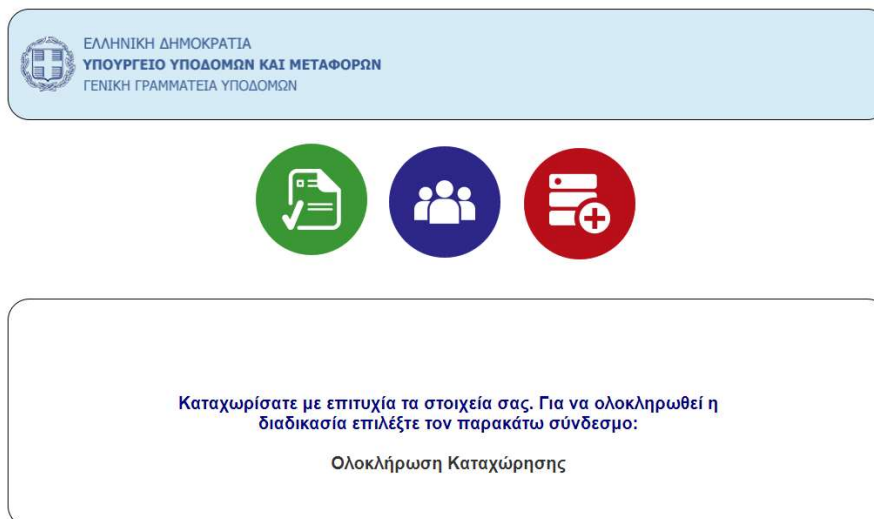 ΕΛΛΗΝΙΚΗ ΔΗΜΟΚΡΑΤΙΑ
ΥΠΟΥΡΓΕΙΟ ΥΠΟΔΟΜΩΝ ΚΑΙ ΜΕΤΑΦΟΡΩΝ
ΓΕΝΙΚΗ ΓΡΑΜΜΑΤΕΙΑ ΥΠΟΔΟΜΩΝ
Καταχωρίσατε με επιτυχία τα στοιχεία σας. Για να ολοκληρωθεί η
διαδικασία επιλέξτε τον παρακάτω σύνδεσμο:
Ολοκλήρωση Καταχώρησης